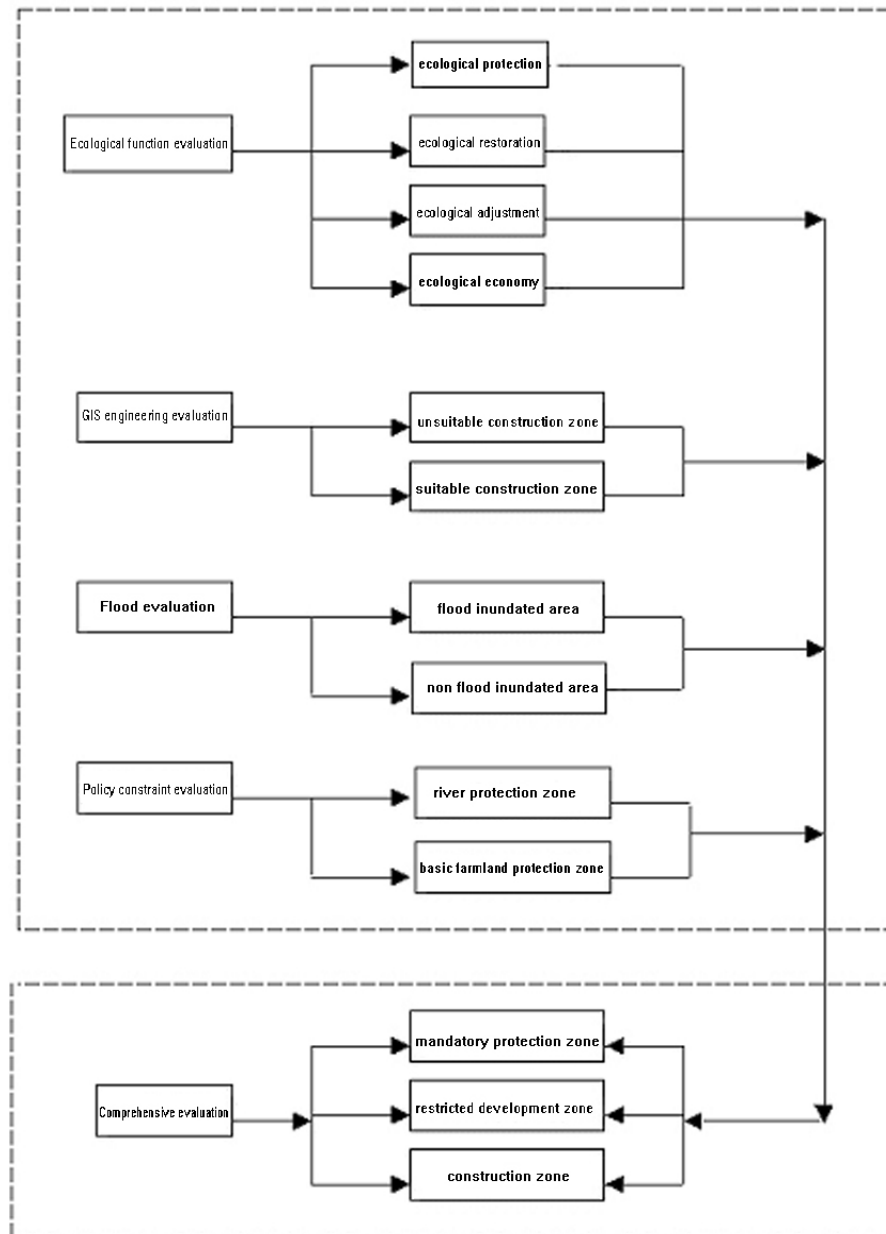 ecological protection
Ecological function evaluation
ecological restoration
ecological adjustment
ecological economy
GIS engineering evaluation
unsuitable construction zone
suitable construction zone
Flood evaluation
flood inundated area
non flood inundated area
Policy constraint evaluation
river protection zone
basic farmland protection zone
mandatory protection zone
Comprehensive evaluation
restricted development zone
construction zone